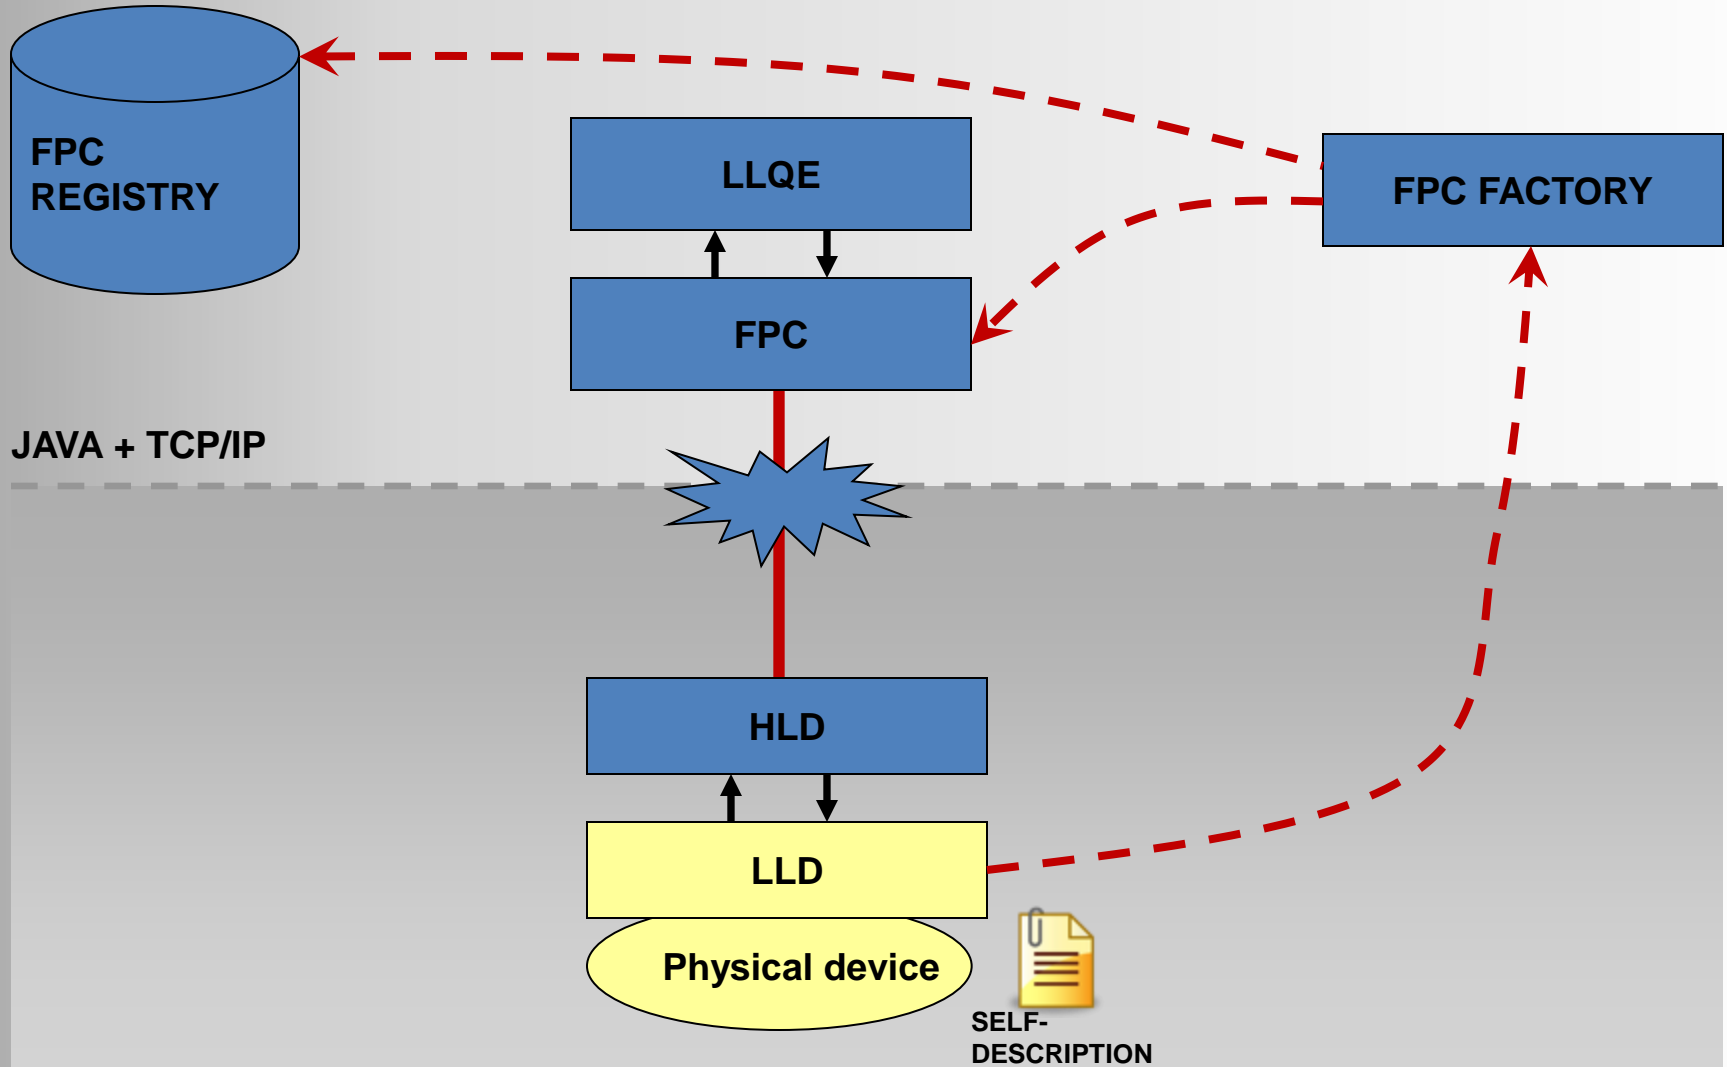 FPC
REGISTRY
LLQE
FPC FACTORY
FPC
JAVA + TCP/IP
HLD
LLD
Physical device
SELF-
DESCRIPTION